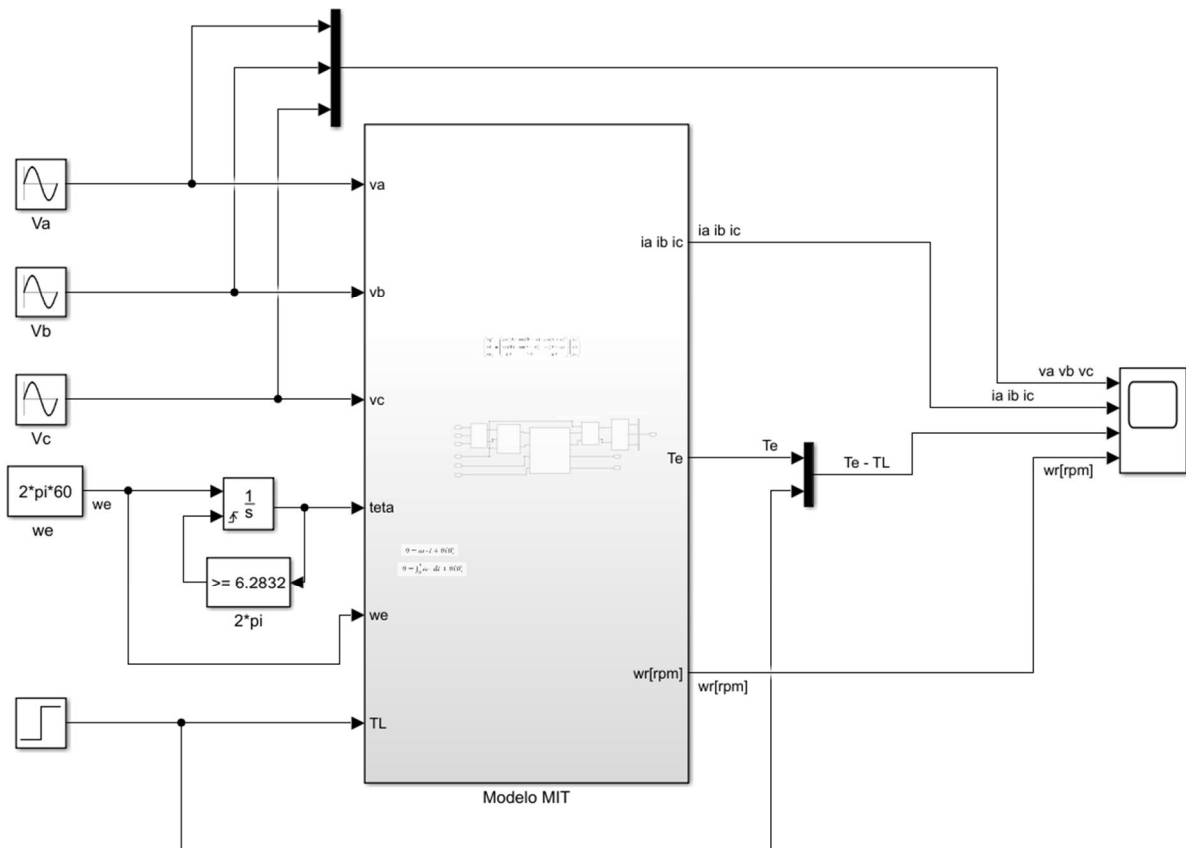 va
Va
ia ib ic
ia ib ic
vb
Vb
va vb vc
ia ib ic
vc
Vc
Te
Te
Te - TL
wr[rpm]
2*pi*60
we
we
1
s
teta
>= 6.2832
2*pi
we
wr[rpm]
wr[rpm]
TL
Modelo MIT